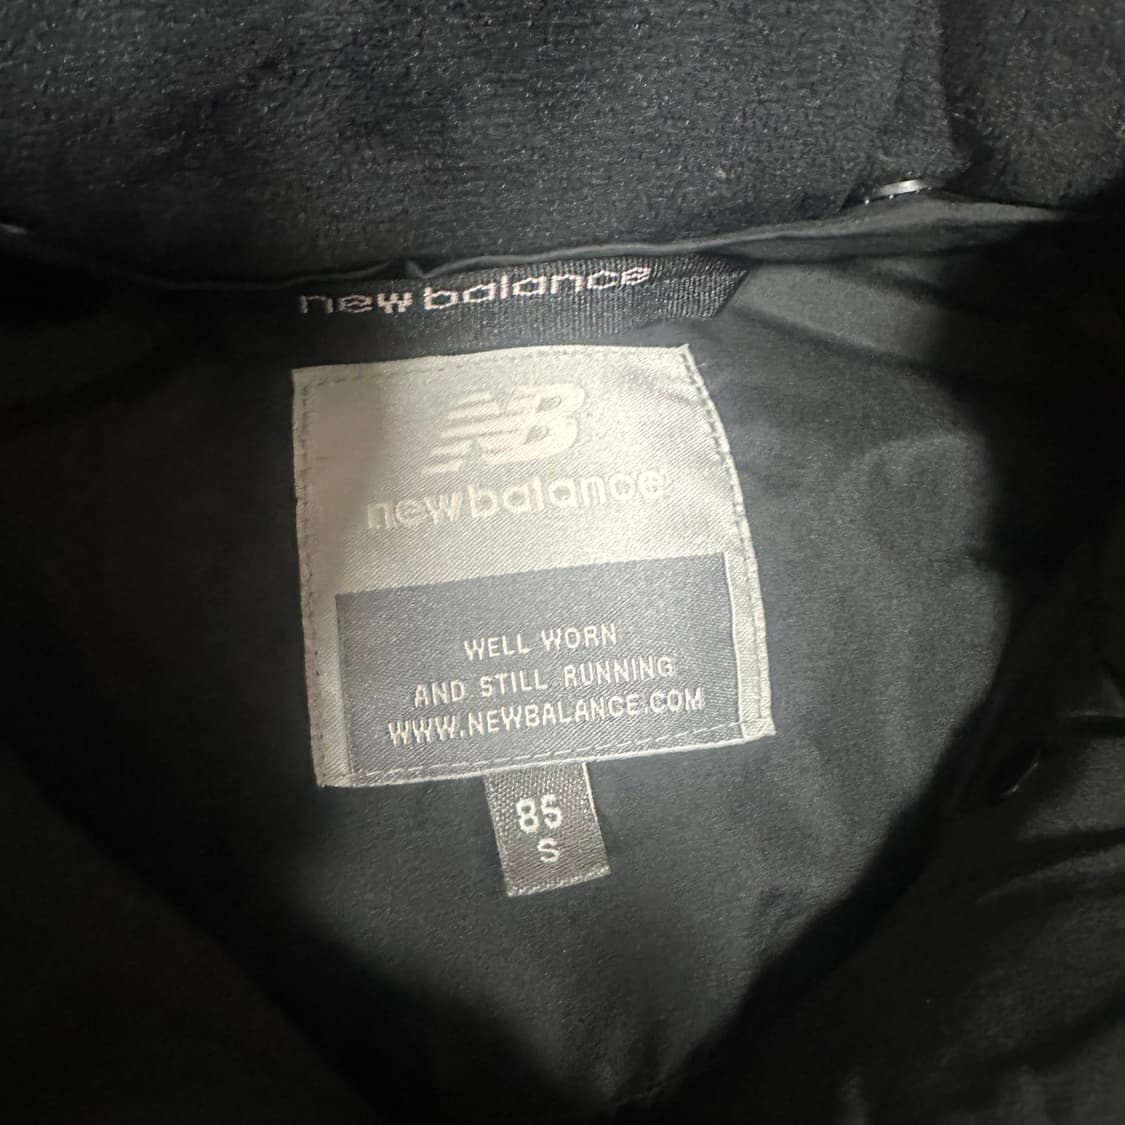 new balance
NB
new balance
WELL WORN
AND STILL RUNNING
WWW.NEWBALANCE.COM
85
S